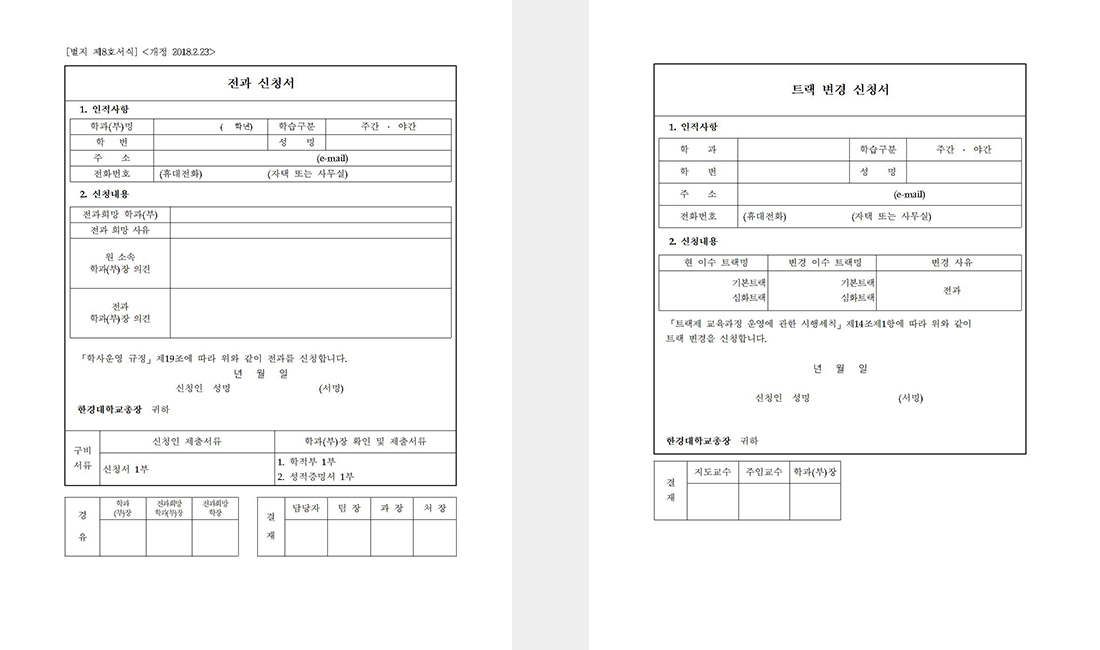 [별지 제8호서식] <개정 2018.2.23>
전과 신청서
1. 인적사항
학과(부)명 ( 학년) 학습구분 주간 · 야간
학 번 성 명
주 소 (e-mail)
전화번호 (휴대전화) (자택 또는 사무실)
2. 신청내용
전과희망 학과(부)
전과 희망 사유
원 소속
학과(부)장 의견
전과
학과(부)장 의견
「학사운영 규정」제19조에 따라 위와 같이 전과를 신청합니다.
년 월 일
신청인 성명 (서명)
한경대학교총장 귀하
구비
서류
신청인 제출서류 학과(부)장 확인 및 제출서류
신청서 1부
1. 학적부 1부
2. 성적증명서 1부
경
유
학과
(부)장
전과희망
학과(부)장
전과희망
학장
결
재
담당자 팀 장 과 장 처 장
트랙 변경 신청서
1. 인적사항
학 과 학습구분 주간 · 야간
학 번 성 명
주 소 (e-mail)
전화번호 (휴대전화) (자택 또는 사무실)
2. 신청내용
현 이수 트랙명 변경 이수 트랙명 변경 사유
기본트랙 기본트랙
심화트랙 심화트랙
전과
「트랙제 교육과정 운영에 관한 시행세칙」제14조제1항에 따라 위와 같이
트랙 변경을 신청합니다.
년 월 일
신청인 성명 (서명)
한경대학교총장 귀하
결
재
지도교수 주임교수 학과(부)장